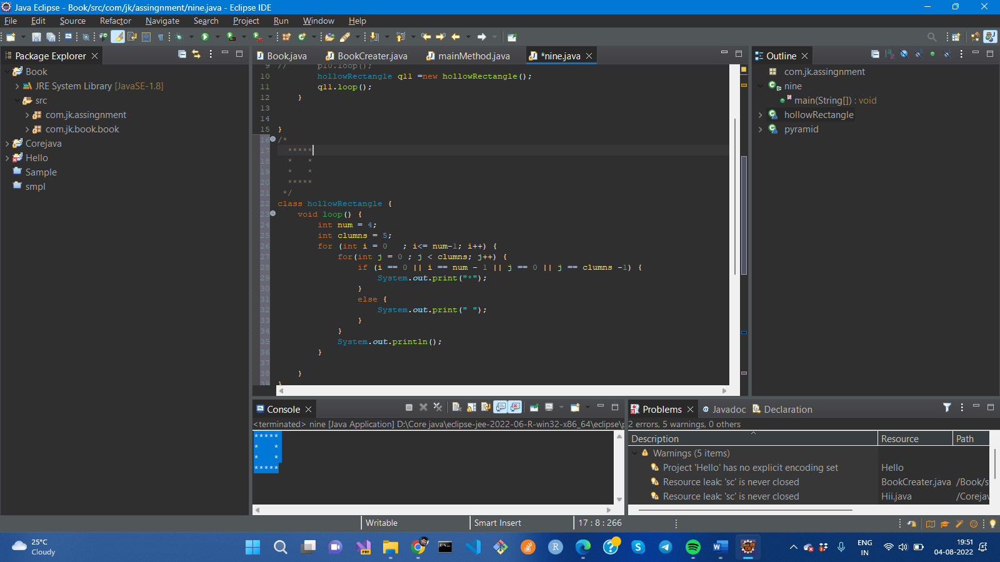 Java Eclipse - Book/src/com/jk/assingnment/nine.java - Eclipse IDE
File Edit Source Refactor Navigate Search Project Run Window Help
Package Explorer
Book
JRE System Library [JavaSE-1.8]
src
com.jk.assingnment
com.jk.book.book
Corejava
Hello
Sample
smpl
Book.java BookCreater.java mainMethod.java *nine.java
9 // p10.loop();
10 hollowRectangle q11 =new hollowRectangle();
11 q11.loop();
12 }
13
14
15 }
16 /*
17 *****
18 *   *
19 *   *
20 *****
21 */
22 class hollowRectangle {
23 void loop() {
24 int num = 4;
25 int clumns = 5;
26 for (int i = 0   ; i<= num-1; i++) {
27 for(int j = 0 ; j < clumns; j++) {
28 if (i == 0 || i == num - 1 || j == 0 || j == clumns -1) {
29 System.out.print("*");
30 }
31 else {
32 System.out.print(" ");
33 }
34 }
35 System.out.println();
36 }
37
38 }
39 }
Outline
com.jk.assingnment
nine
main(String[]) : void
hollowRectangle
pyramid
Console
<terminated> nine [Java Application] D:\Core java\eclipse-jee-2022-06-R-win32-x86_64\eclipse\p
*****
*   *
*   *
*****
Problems Javadoc Declaration
2 errors, 5 warnings, 0 others
Description Resource Path
Warnings (5 items)
Project 'Hello' has no explicit encoding set Hello
Resource leak: 'sc' is never closed BookCreater.java /Book/s
Resource leak: 'sc' is never closed Hii.java /Corejav
Writable Smart Insert 17 : 8 : 266
25°C
Cloudy
PRE
ENG
IN
19:51
04-08-2022